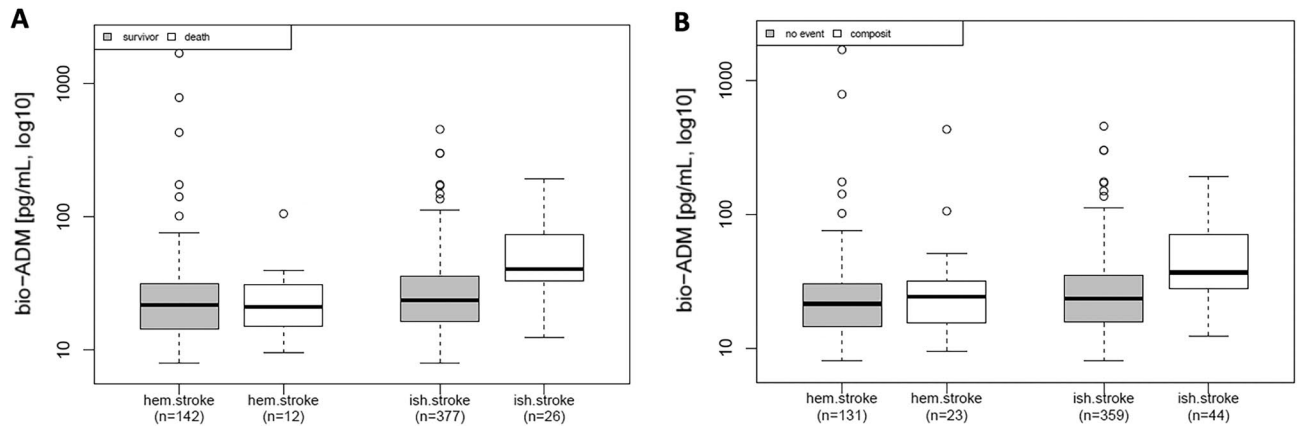 A
survivor death
bio−ADM [pg/mL, log10]
1000
100
10
hem.stroke hem.stroke ish.stroke ish.stroke
(n=142) (n=12) (n=377) (n=26)
B
no event composit
bio−ADM [pg/mL, log10]
1000
100
10
hem.stroke hem.stroke ish.stroke ish.stroke
(n=131) (n=23) (n=359) (n=44)